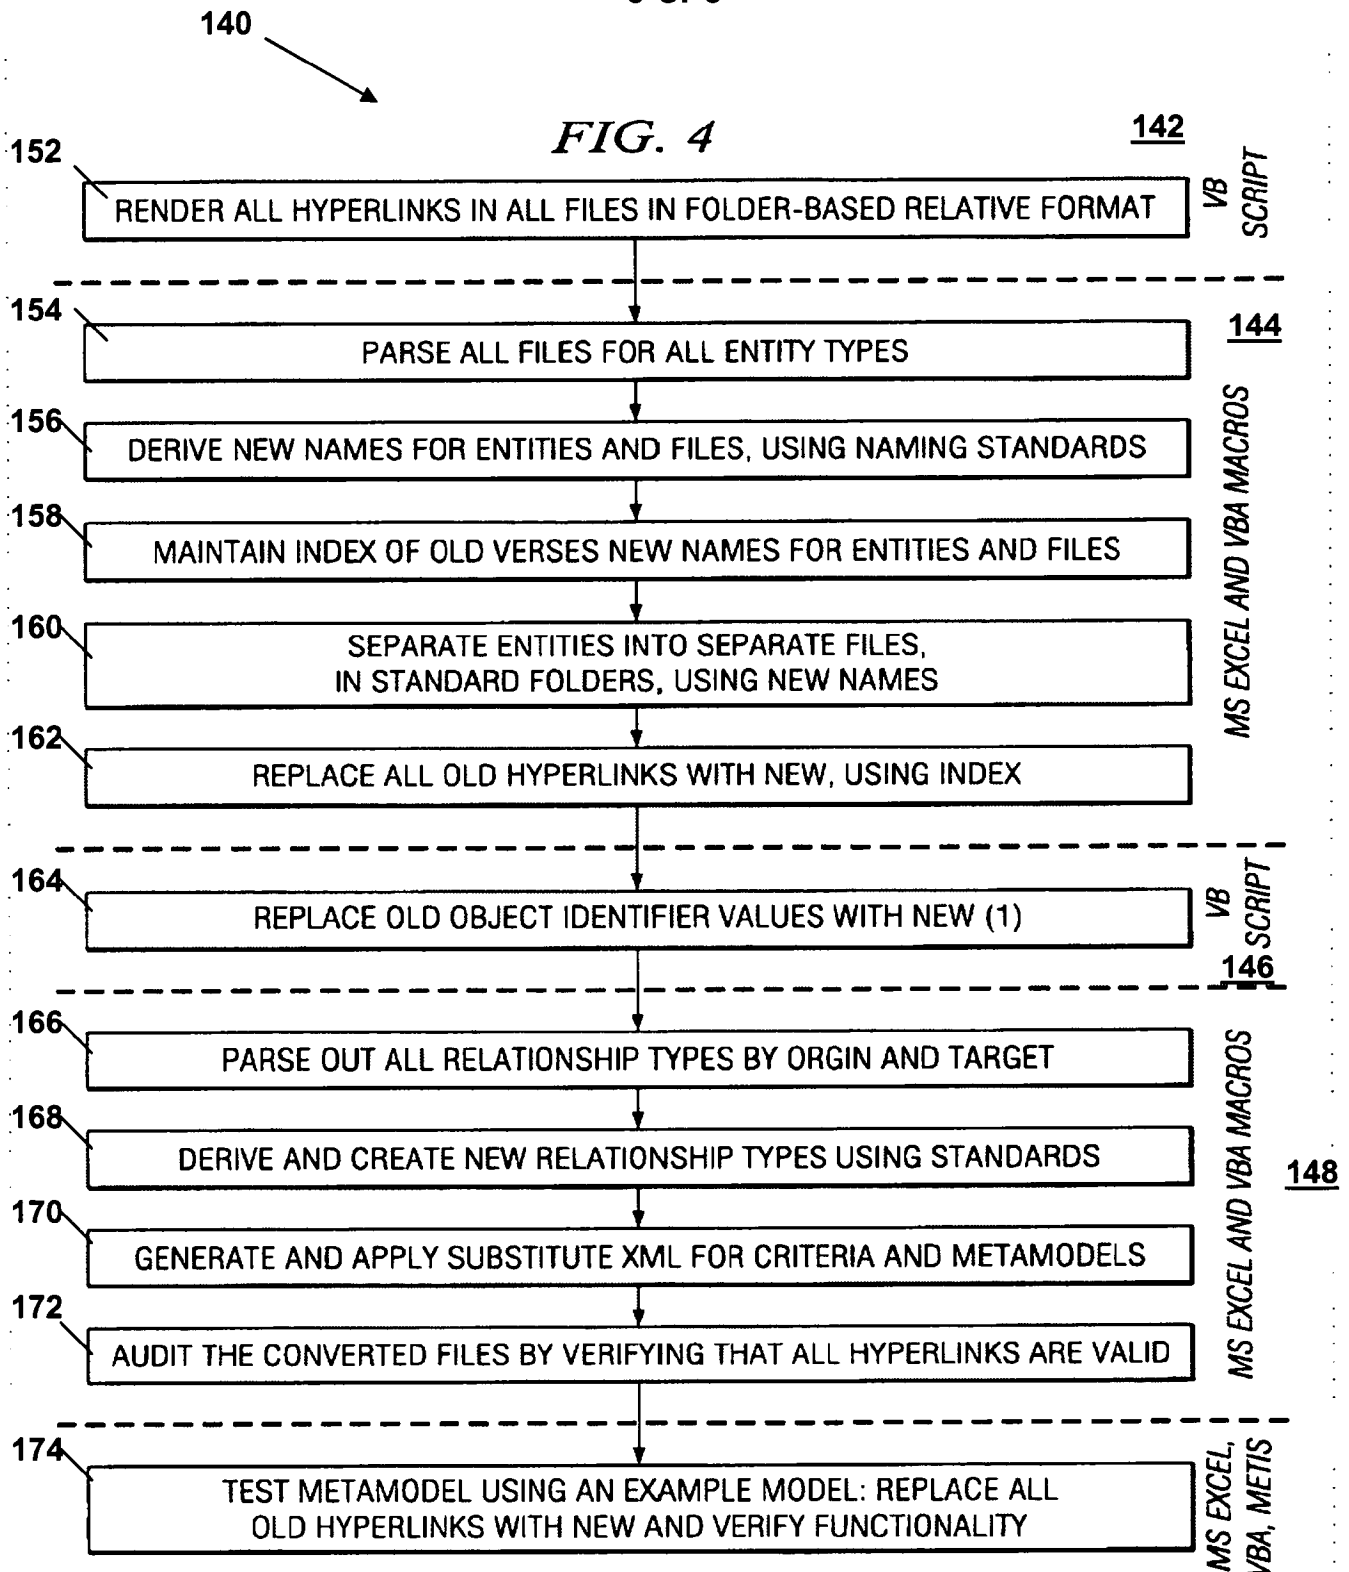 140
FIG. 4
142
152
RENDER ALL HYPERLINKS IN ALL FILES IN FOLDER-BASED RELATIVE FORMAT
VB
SCRIPT
154
144
PARSE ALL FILES FOR ALL ENTITY TYPES
156
DERIVE NEW NAMES FOR ENTITIES AND FILES, USING NAMING STANDARDS
158
MAINTAIN INDEX OF OLD VERSES NEW NAMES FOR ENTITIES AND FILES
MS EXCEL AND VBA MACROS
160
SEPARATE ENTITIES INTO SEPARATE FILES,
IN STANDARD FOLDERS, USING NEW NAMES
162
REPLACE ALL OLD HYPERLINKS WITH NEW, USING INDEX
164
REPLACE OLD OBJECT IDENTIFIER VALUES WITH NEW (1)
VB
SCRIPT
146
166
PARSE OUT ALL RELATIONSHIP TYPES BY ORGIN AND TARGET
168
DERIVE AND CREATE NEW RELATIONSHIP TYPES USING STANDARDS
MS EXCEL AND VBA MACROS
148
170
GENERATE AND APPLY SUBSTITUTE XML FOR CRITERIA AND METAMODELS
172
AUDIT THE CONVERTED FILES BY VERIFYING THAT ALL HYPERLINKS ARE VALID
174
TEST METAMODEL USING AN EXAMPLE MODEL: REPLACE ALL
OLD HYPERLINKS WITH NEW AND VERIFY FUNCTIONALITY
MS EXCEL,
VBA, METIS